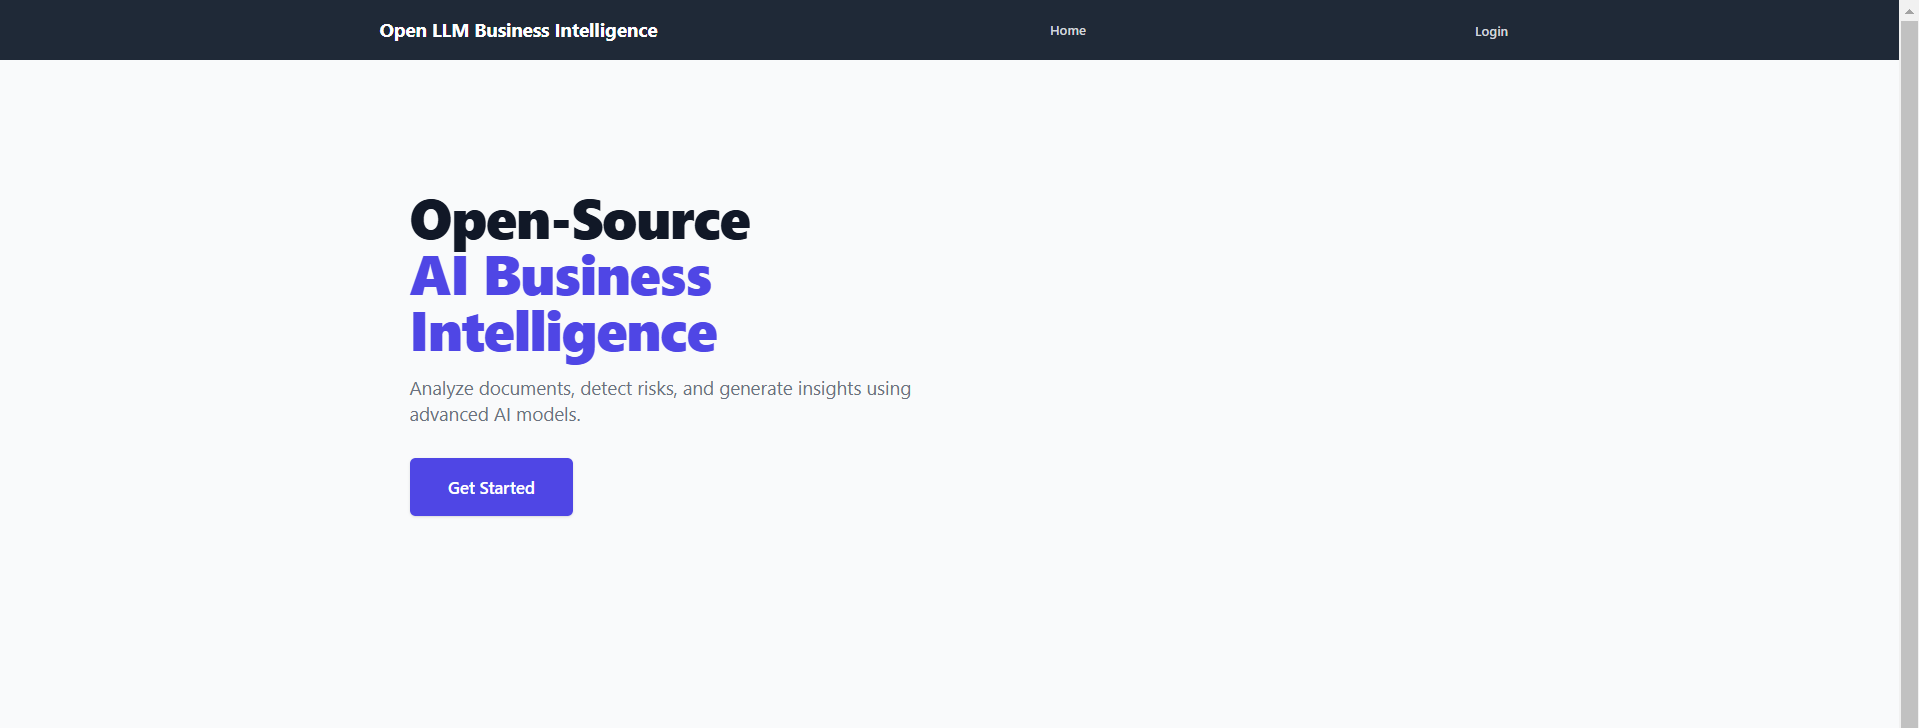 Open LLM Business Intelligence
Home
Login
Open-Source
AI Business
Intelligence
Analyze documents, detect risks, and generate insights using
advanced AI models.
Get Started